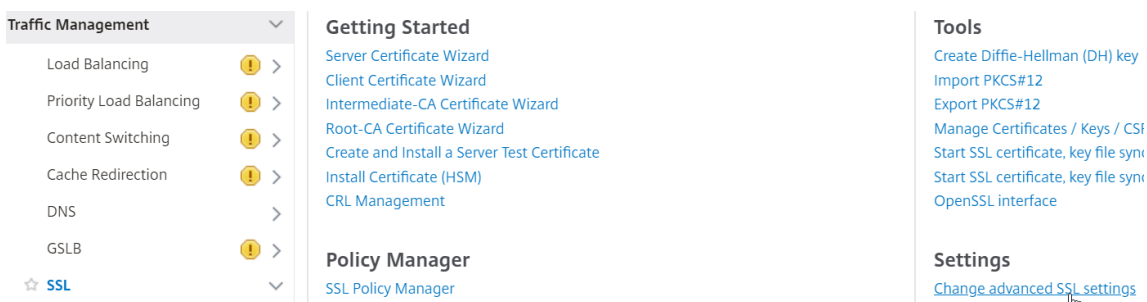 Traffic Management
Load Balancing
Priority Load Balancing
Content Switching
Cache Redirection
DNS
GSLB
SSL
Getting Started
Server Certificate Wizard
Client Certificate Wizard
Intermediate-CA Certificate Wizard
Root-CA Certificate Wizard
Create and Install a Server Test Certificate
Install Certificate (HSM)
CRL Management
Policy Manager
SSL Policy Manager
Tools
Create Diffie-Hellman (DH) key
Import PKCS#12
Export PKCS#12
Manage Certificates / Keys /
Start SSL certificate, key file
Start SSL certificate, key file
OpenSSL interface
Settings
Change advanced SSL settings